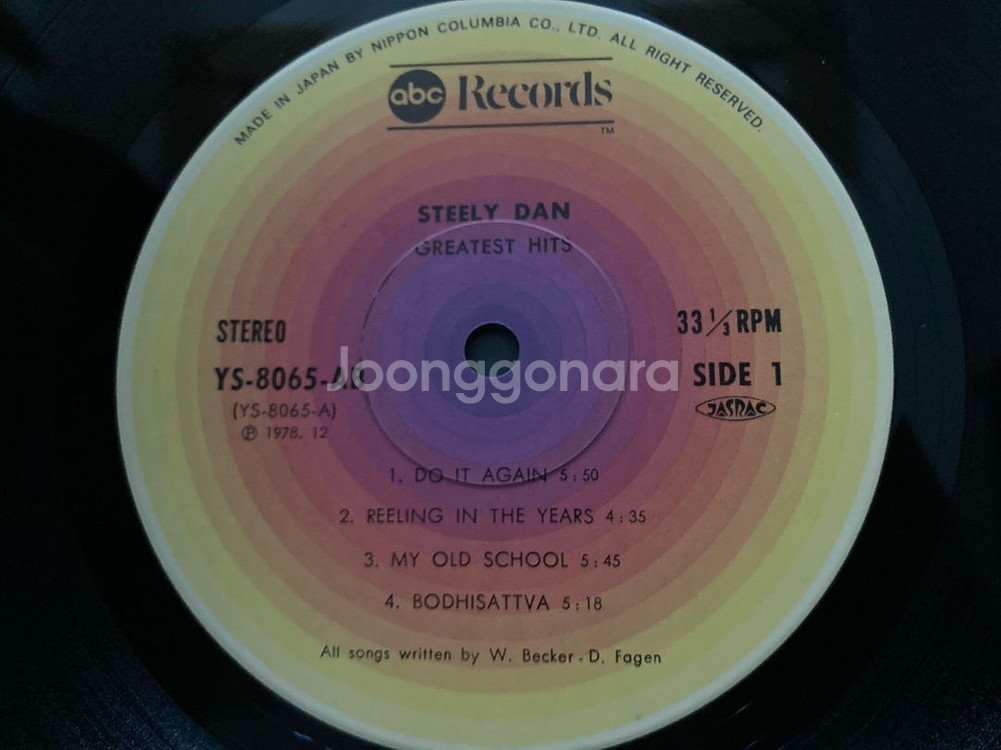 MADE IN JAPAN BY NIPPON COLUMBIA CO., LTD. ALL RIGHT RESERVED.
abc Records
TM
STEELY DAN
GREATEST HITS
STEREO
33 1/3 RPM
YS-8065-AB
SIDE 1
(YS-8065-A)
JASRAC
℗ 1978. 12
Joonggonara
1. DO IT AGAIN 5:50
2. REELING IN THE YEARS 4:35
3. MY OLD SCHOOL 5:45
4. BODHISATTVA 5:18
All songs written by W. Becker - D. Fagen